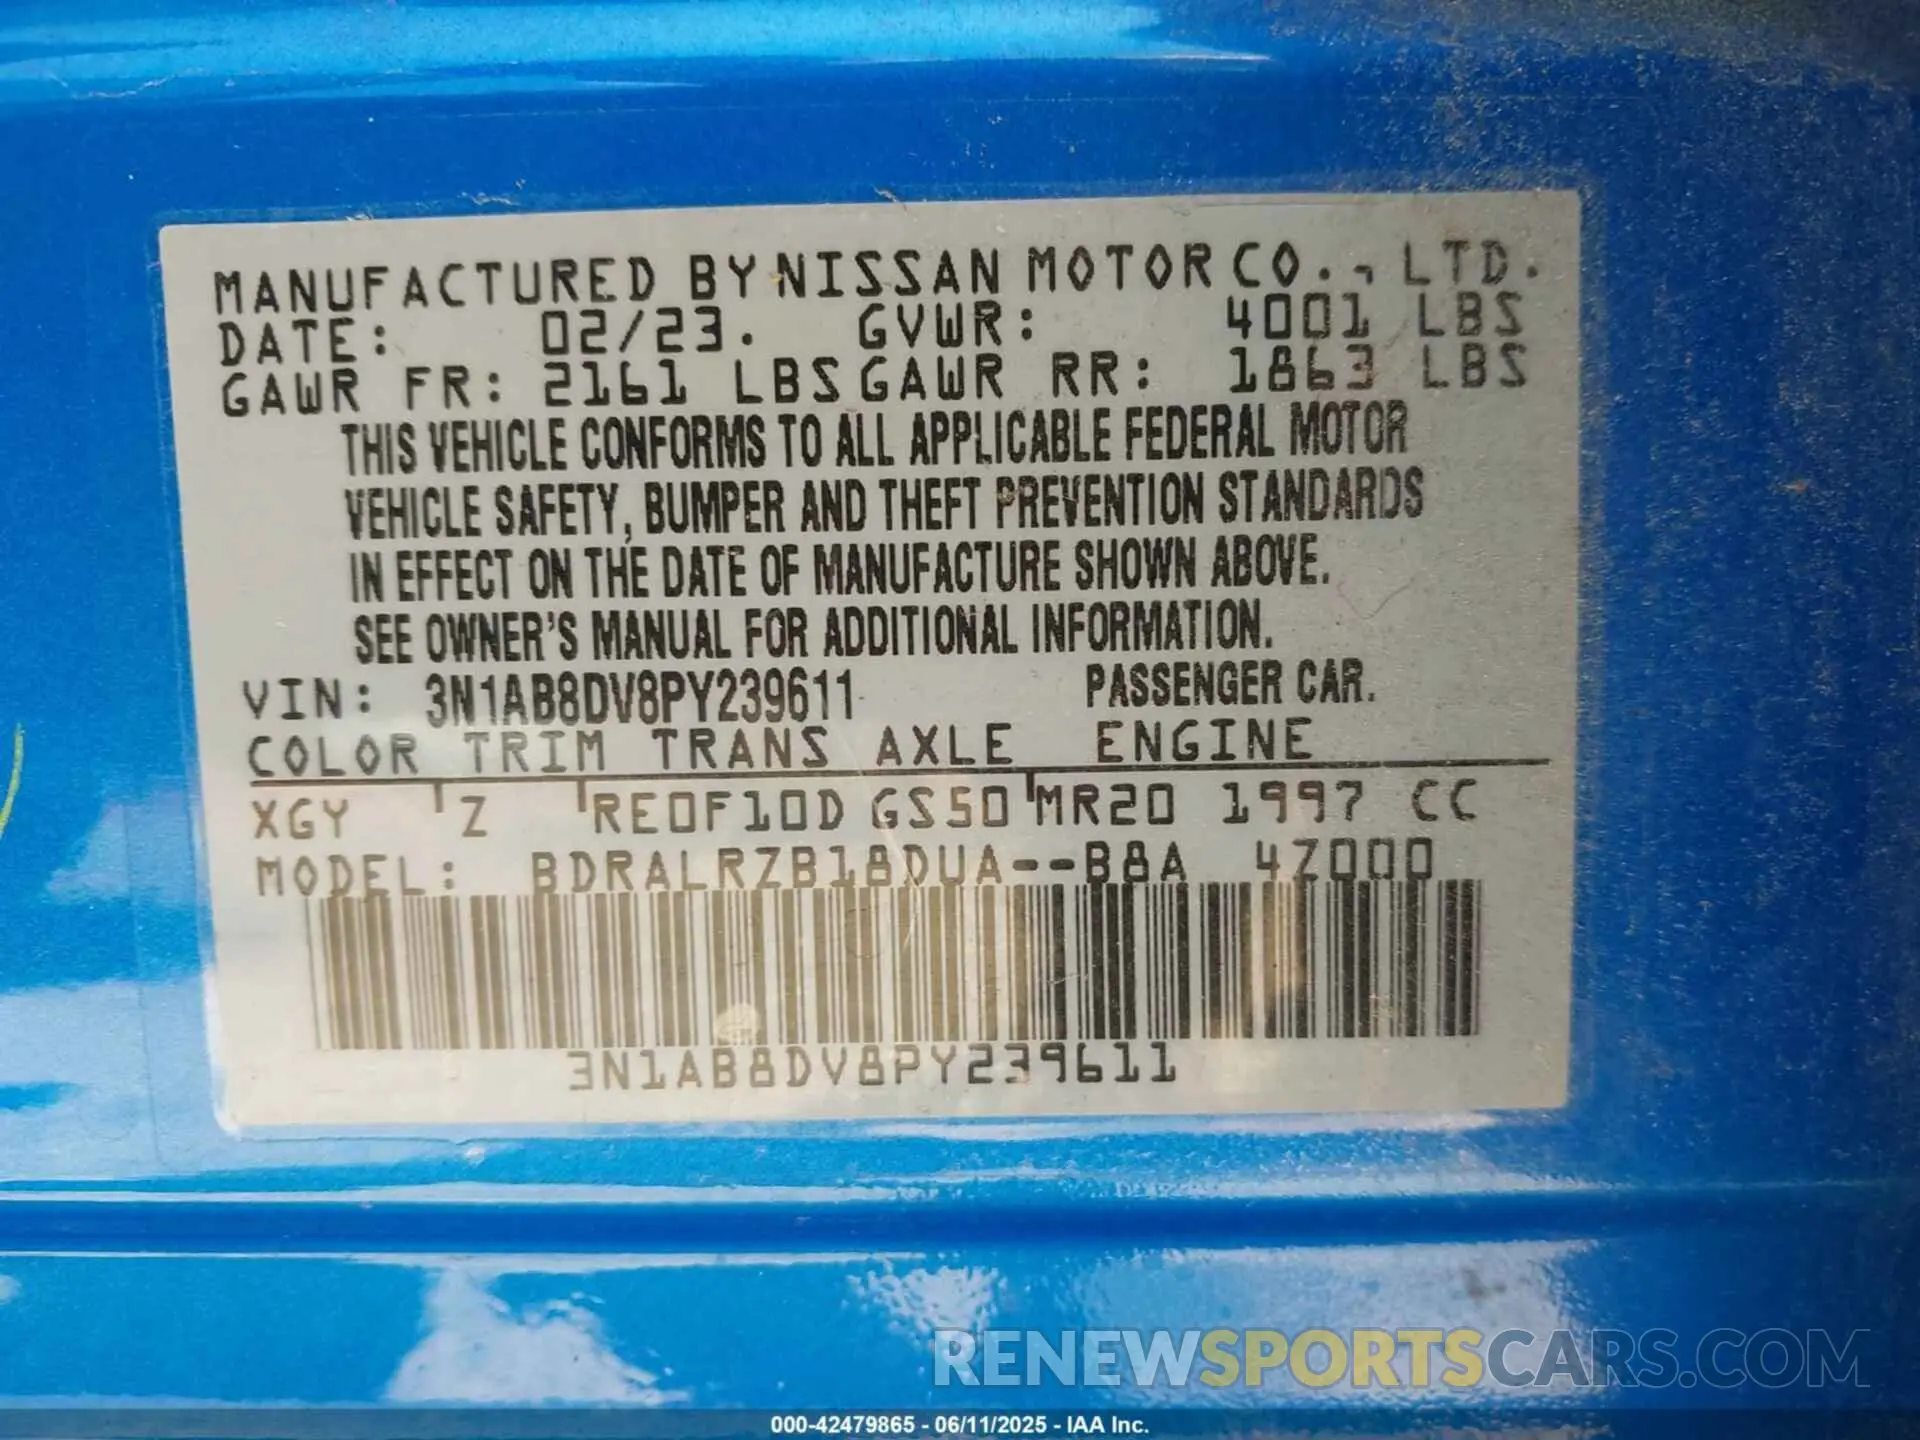 MANUFACTURED BY NISSAN MOTOR CO., LTD.
DATE: 02/23. GVWR: 4001 LBS
GAWR FR: 2161 LBS GAWR RR: 1863 LBS
THIS VEHICLE CONFORMS TO ALL APPLICABLE FEDERAL MOTOR
VEHICLE SAFETY, BUMPER AND THEFT PREVENTION STANDARDS
IN EFFECT ON THE DATE OF MANUFACTURE SHOWN ABOVE.
SEE OWNER'S MANUAL FOR ADDITIONAL INFORMATION.
VIN: 3N1AB8DV8PY239611 PASSENGER CAR.
COLOR TRIM TRANS AXLE ENGINE
XGY Z RE0F10D GS50 MR20 1997 CC
MODEL: BDRALRZB18DUA--B8A 4Z000
3N1AB8DV8PY239611
RENEWSPORTSCARS.COM
000-42479865 - 06/11/2025 - IAA Inc.